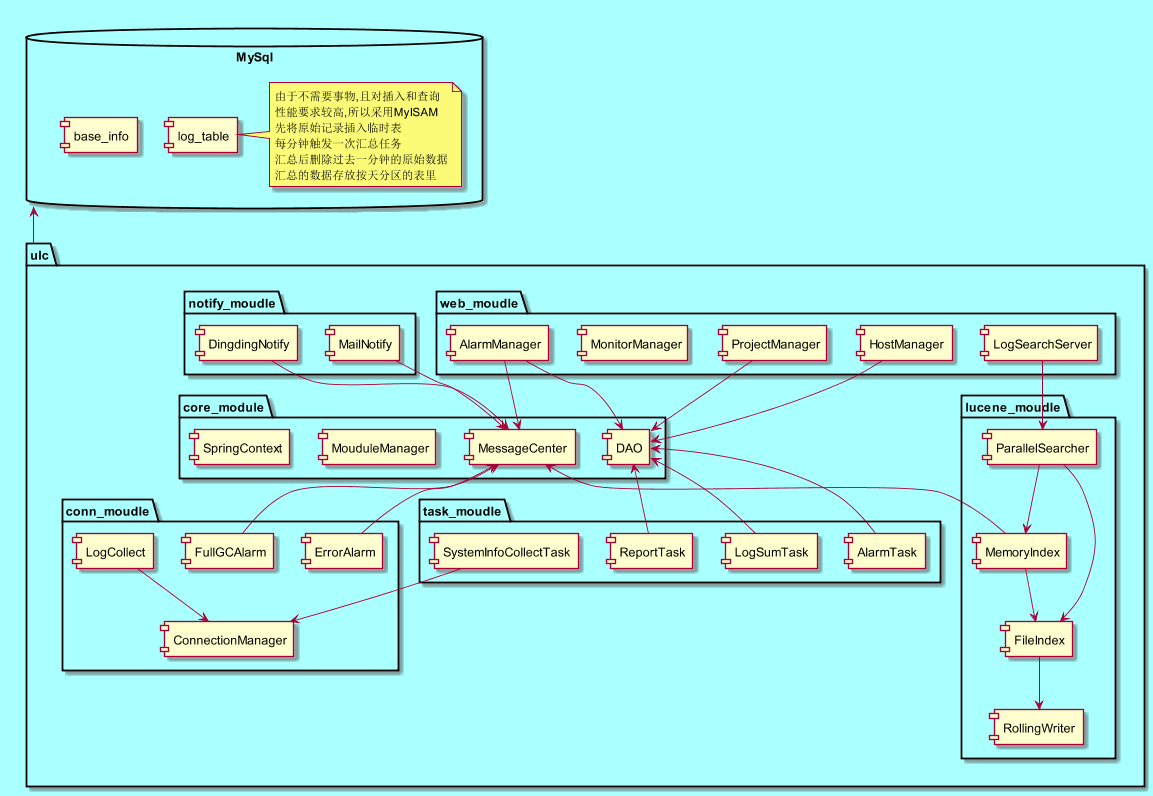 MySql
base_info
log_table
由于不需要事物,且对插入和查询
性能要求较高,所以采用MyISAM
先将原始记录插入临时表
每分钟触发一次汇总任务
汇总后删除过去一分钟的原始数据
汇总的数据存放按天分区的表里
ulc
notify_moudle
DingdingNotify
MailNotify
web_moudle
AlarmManager
MonitorManager
ProjectManager
HostManager
LogSearchServer
core_module
SpringContext
MouduleManager
MessageCenter
DAO
lucene_moudle
ParallelSearcher
MemoryIndex
FileIndex
RollingWriter
conn_moudle
LogCollect
FullGCAlarm
ErrorAlarm
ConnectionManager
task_moudle
SystemInfoCollectTask
ReportTask
LogSumTask
AlarmTask